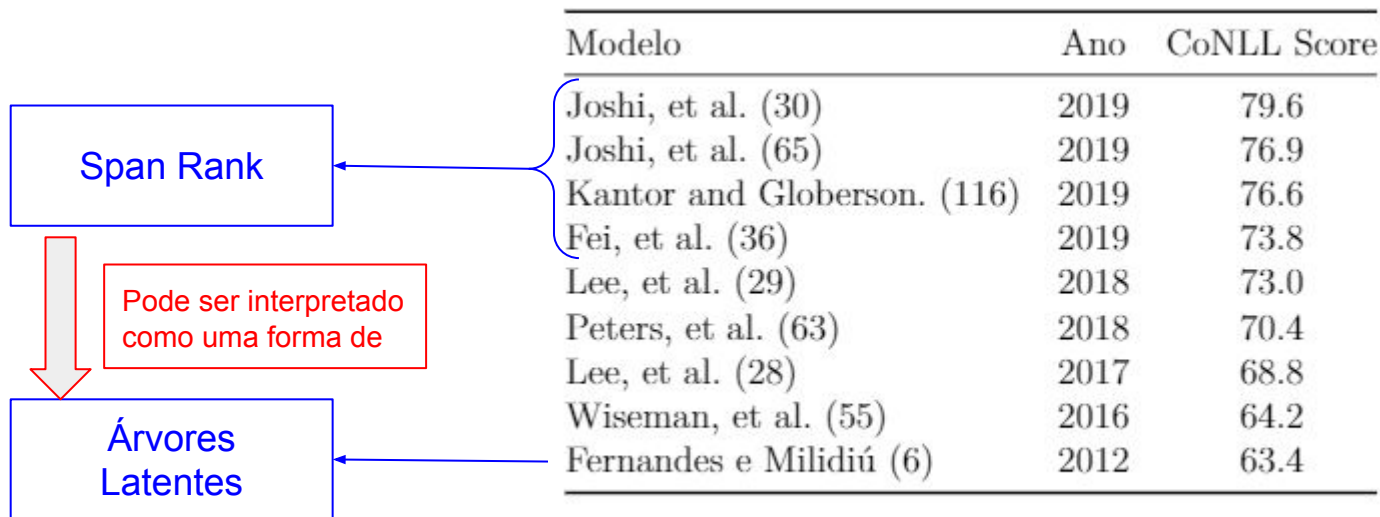 Modelo Ano CoNLL Score
Joshi, et al. (30) 2019 79.6
Joshi, et al. (65) 2019 76.9
Kantor and Globerson. (116) 2019 76.6
Fei, et al. (36) 2019 73.8
Lee, et al. (29) 2018 73.0
Peters, et al. (63) 2018 70.4
Lee, et al. (28) 2017 68.8
Wiseman, et al. (55) 2016 64.2
Fernandes e Milidiú (6) 2012 63.4
Span Rank
Pode ser interpretado
como uma forma de
Árvores
Latentes